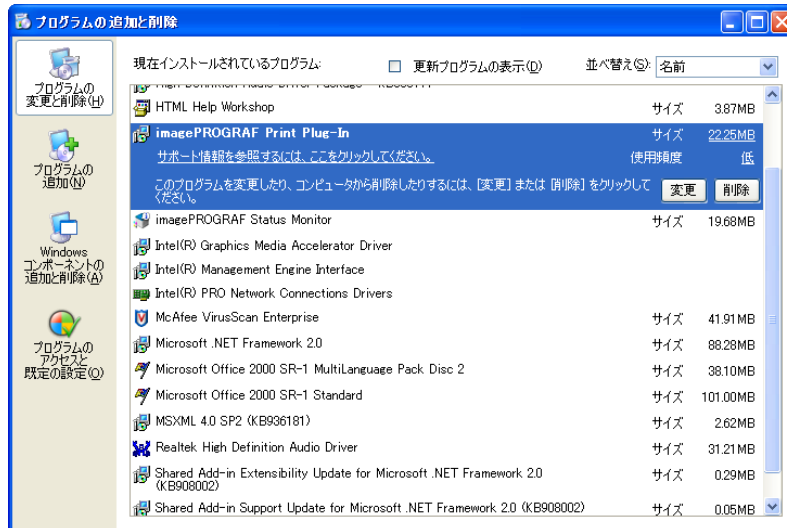 プログラムの追加と削除
プログラムの
変更と削除(H)
プログラムの
追加(N)
Windows
コンポーネントの
追加と削除(A)
プログラムの
アクセスと
既定の設定(O)
現在インストールされているプログラム:
更新プログラムの表示(D)
並べ替え(S): 名前
HTML Help Workshop サイズ 3.87MB
imagePROGRAF Print Plug-In サイズ 22.25MB
サポート情報を参照するには、ここをクリックしてください。 使用頻度 低
このプログラムを変更したり、コンピュータから削除したりするには、[変更] または [削除] をクリックして
ください。
変更 削除
imagePROGRAF Status Monitor サイズ 19.68MB
Intel(R) Graphics Media Accelerator Driver
Intel(R) Management Engine Interface
Intel(R) PRO Network Connections Drivers
McAfee VirusScan Enterprise サイズ 41.91MB
Microsoft .NET Framework 2.0 サイズ 88.28MB
Microsoft Office 2000 SR-1 MultiLanguage Pack Disc 2 サイズ 38.10MB
Microsoft Office 2000 SR-1 Standard サイズ 101.00MB
MSXML 4.0 SP2 (KB936181) サイズ 2.62MB
Realtek High Definition Audio Driver サイズ 31.21MB
Shared Add-in Extensibility Update for Microsoft .NET Framework 2.0 サイズ 0.29MB
(KB908002)
Shared Add-in Support Update for Microsoft .NET Framework 2.0 (KB908002) サイズ 0.05MB